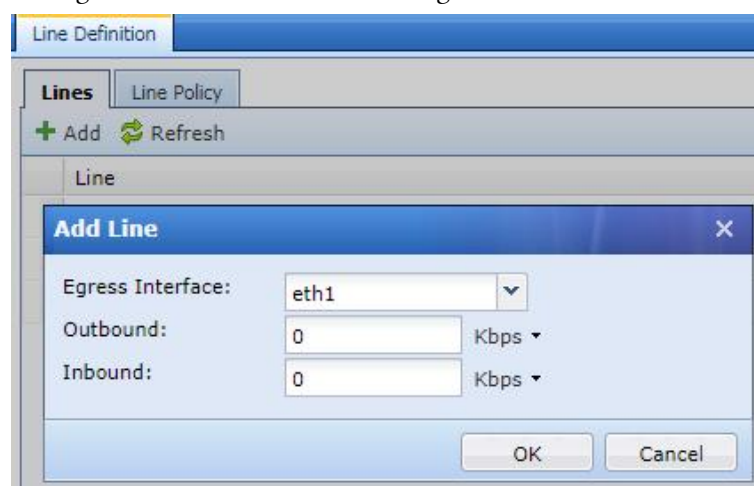 Line Definition
Lines Line Policy
Add Refresh
Line
Add Line
Egress Interface: eth1
Outbound: 0 Kbps
Inbound: 0 Kbps
OK Cancel